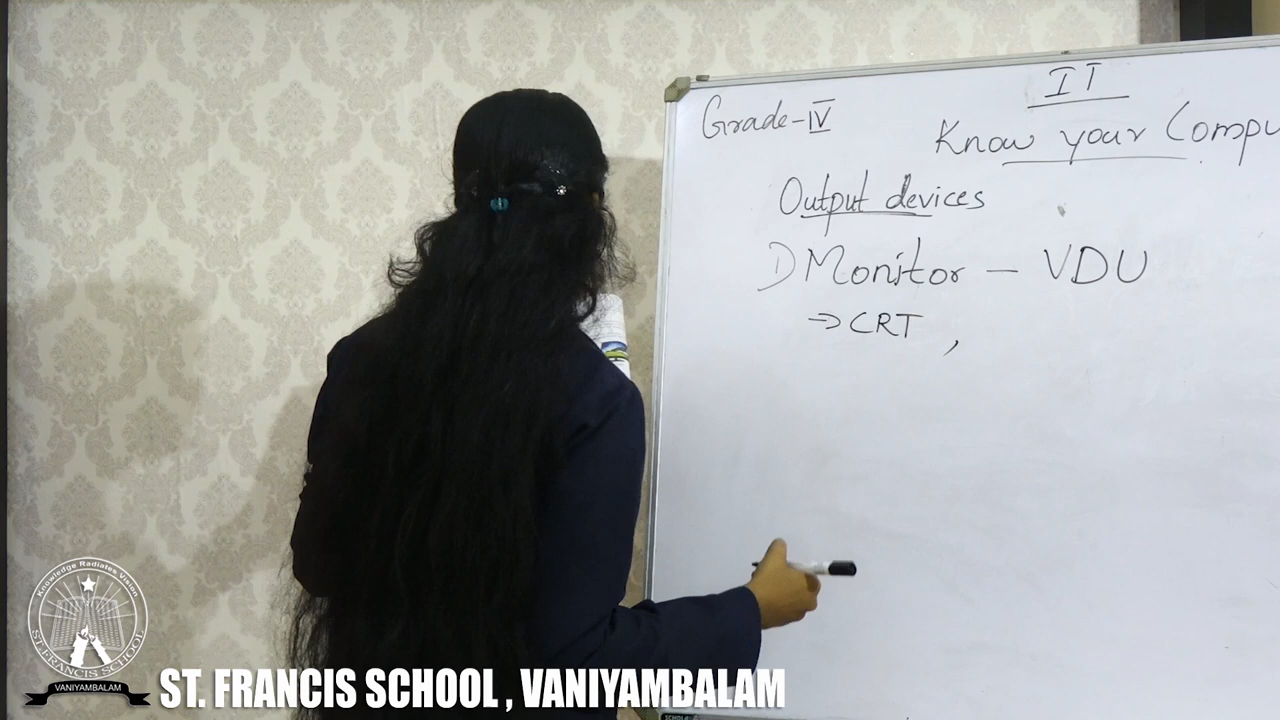 IT
Grade-IV
Know your Compu
Output devices
1) Monitor – VDU
→ CRT ,
Knowledge Radiates Vision
ST. FRANCIS SCHOOL
VANIYAMBALAM
ST. FRANCIS SCHOOL , VANIYAMBALAM